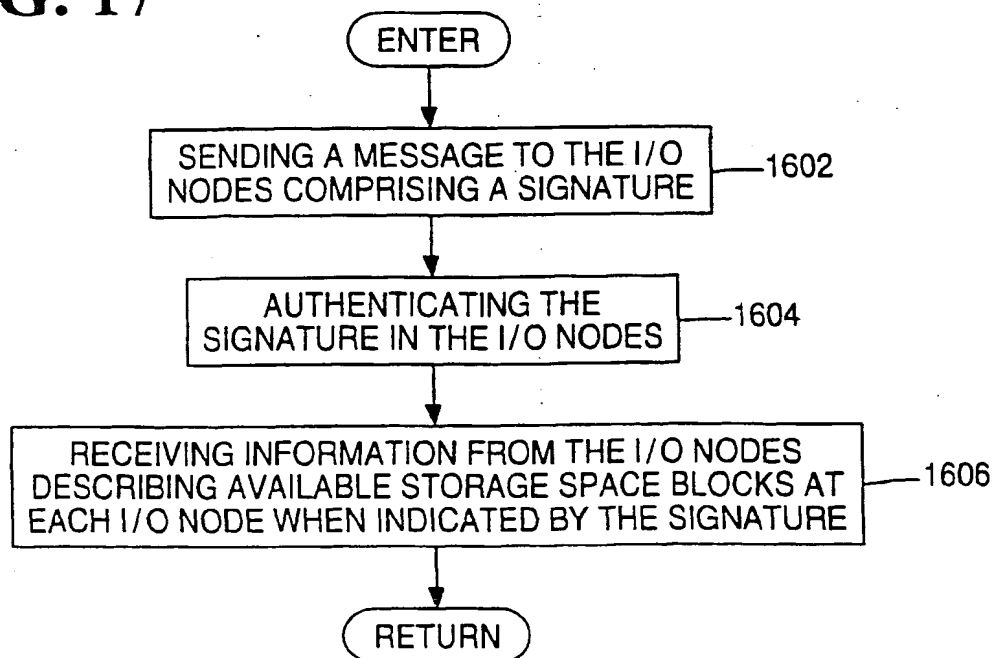 G. 17
ENTER
SENDING A MESSAGE TO THE I/O
NODES COMPRISING A SIGNATURE
1602
AUTHENTICATING THE
SIGNATURE IN THE I/O NODES
1604
RECEIVING INFORMATION FROM THE I/O NODES
DESCRIBING AVAILABLE STORAGE SPACE BLOCKS AT
EACH I/O NODE WHEN INDICATED BY THE SIGNATURE
1606
RETURN